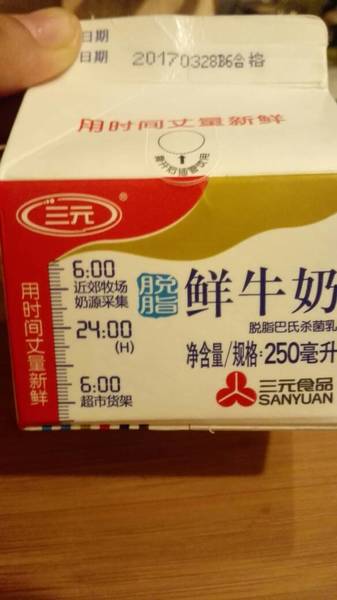 日期
日期 20170328B6合格
用时间丈量新鲜
三元®
6:00
近郊牧场
奶源采集
24:00
(H)
6:00
超市货架
用时间丈量新鲜
脱脂
鲜牛奶
脱脂巴氏杀菌乳
净含量/规格:250毫升
三元食品
SANYUAN